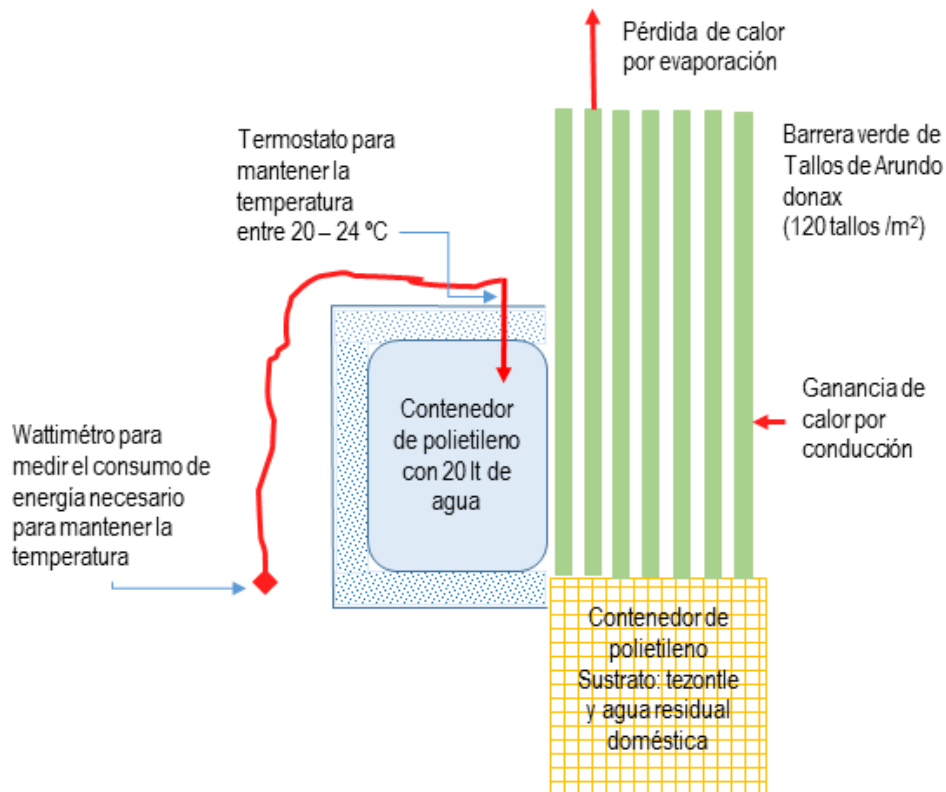 Pérdida de calor
por evaporación
Termostato para
mantener la
temperatura
entre 20 – 24 ºC
Barrera verde de
Tallos de Arundo
donax
(120 tallos /m²)
Contenedor
de polietileno
con 20 lt de
agua
Ganancia de
calor por
conducción
Wattimétro para
medir el consumo de
energía necesario
para mantener la
temperatura
Contenedor de
polietileno
Sustrato: tezontle
y agua residual
doméstica